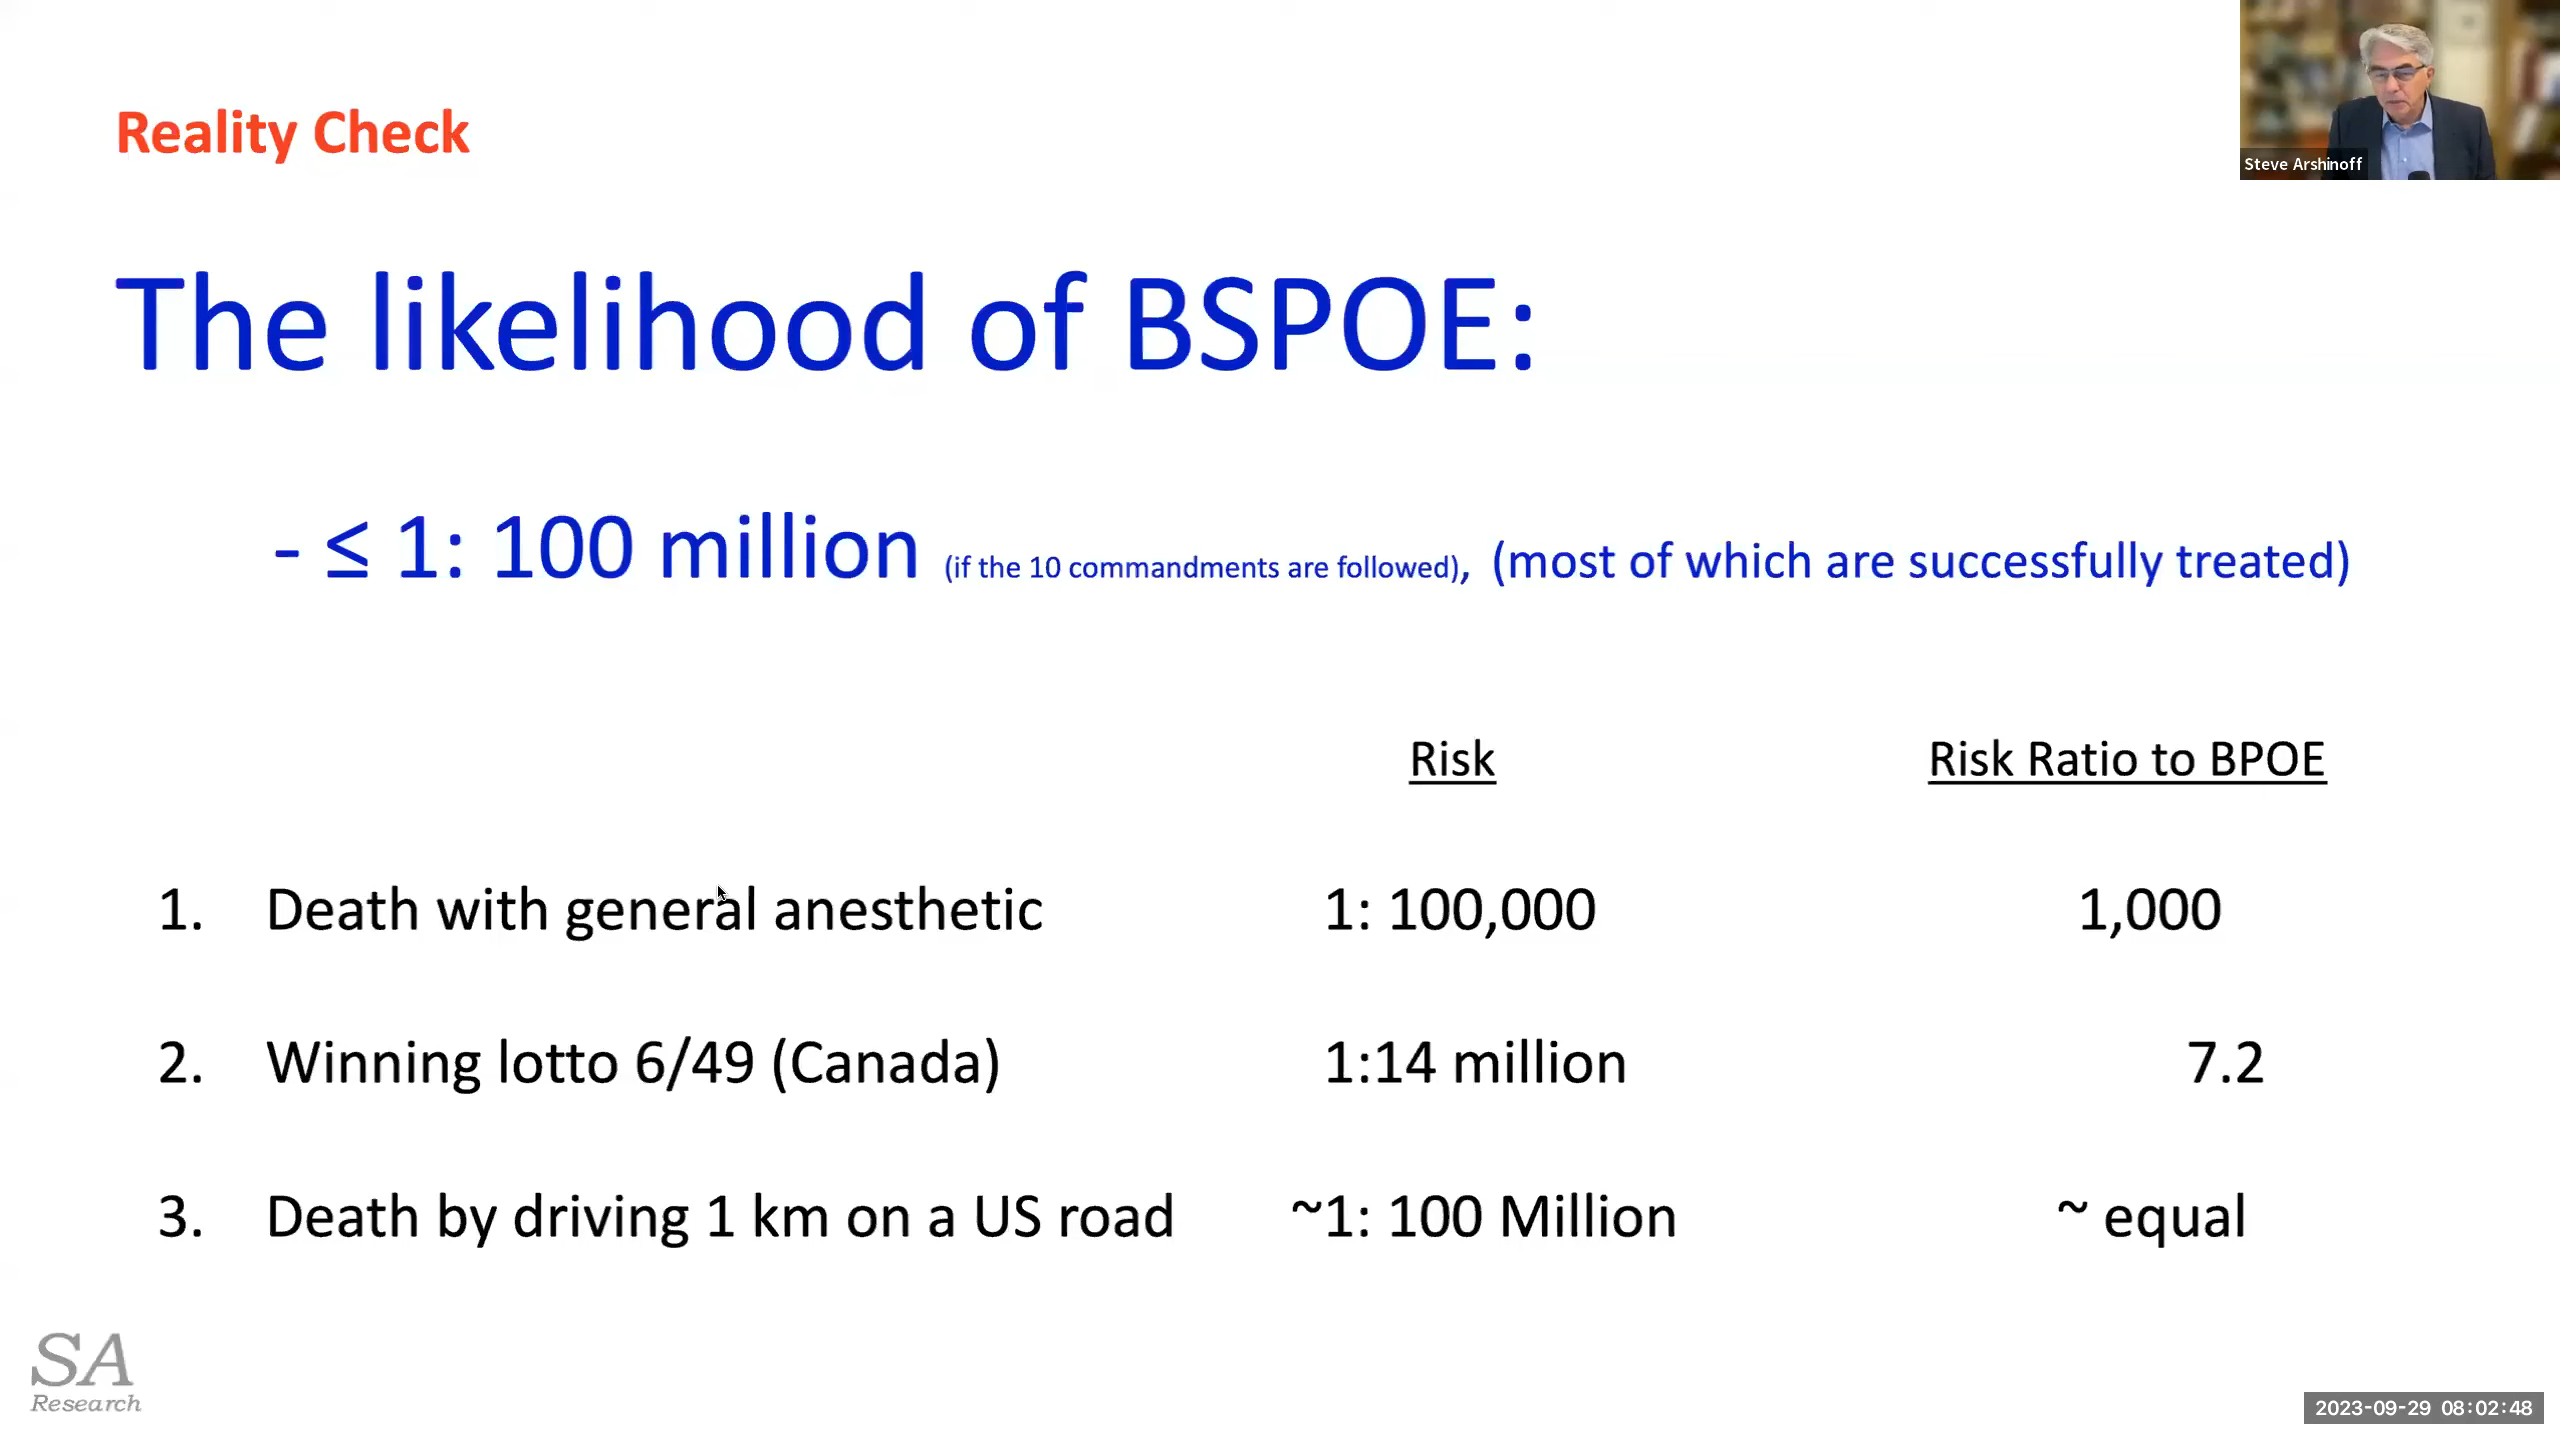 Reality Check
Steve Arshinoff
The likelihood of BSPOE:
- ≤ 1: 100 million (if the 10 commandments are followed), (most of which are successfully treated)
Risk Risk Ratio to BPOE
1. Death with general anesthetic 1: 100,000 1,000
2. Winning lotto 6/49 (Canada) 1:14 million 7.2
3. Death by driving 1 km on a US road ~1: 100 Million ~ equal
SA
Research
2023-09-29 08:02:48